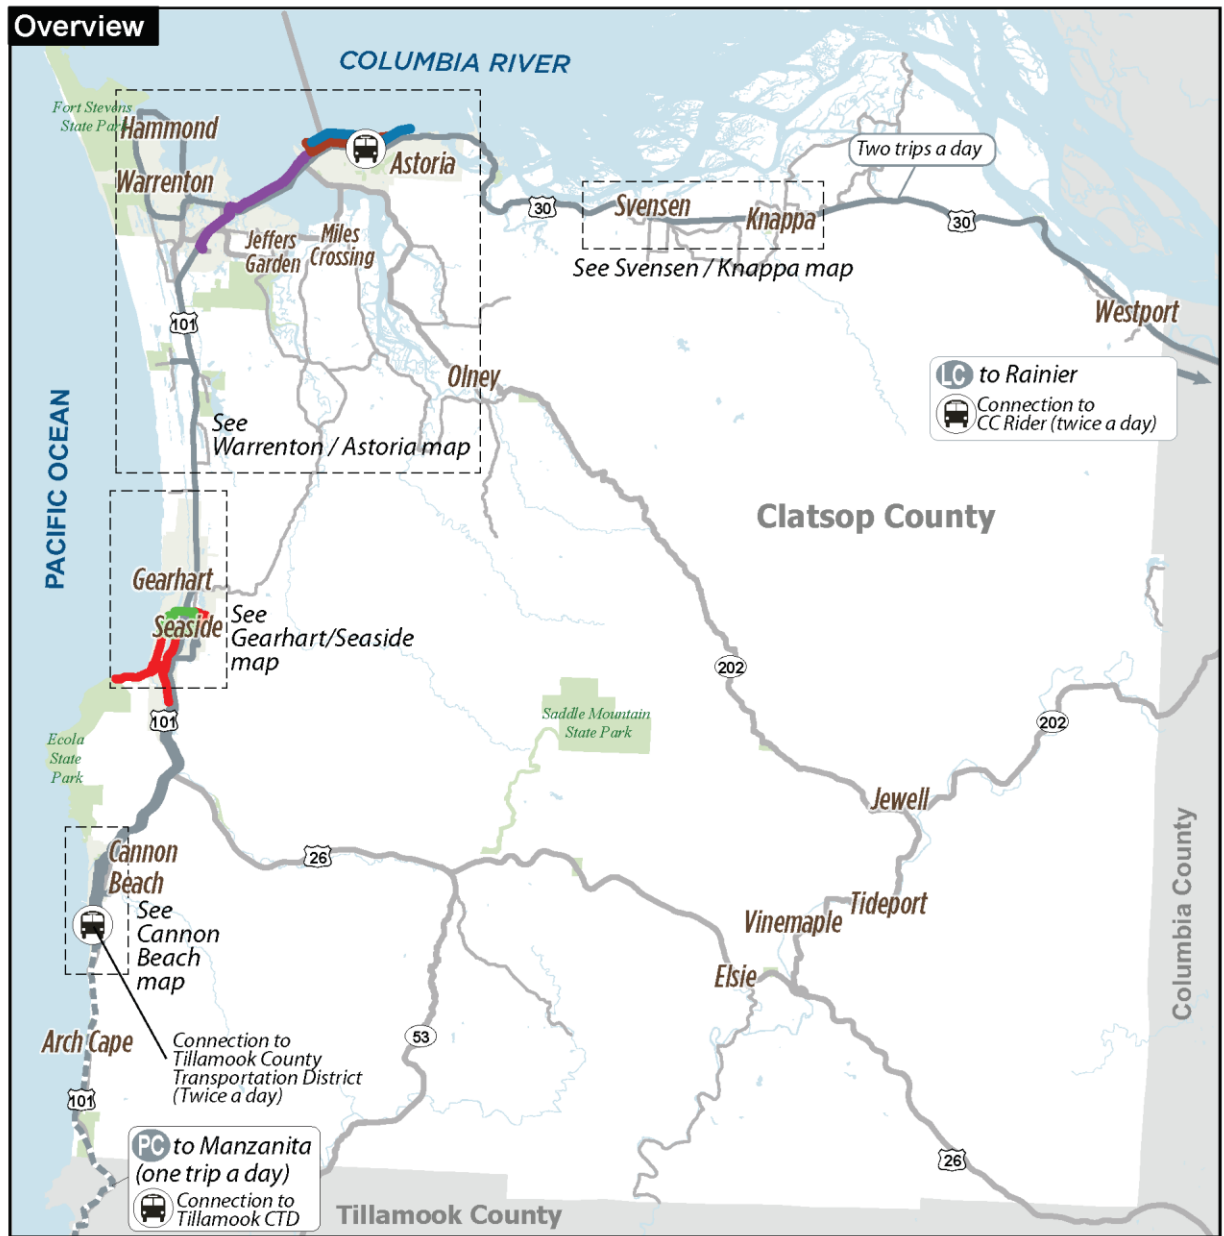 Overview
COLUMBIA RIVER
Fort Stevens
State Park
Hammond
Warrenton
Astoria
Two trips a day
30
Svensen
Knappa
30
Jeffers
Garden
Miles
Crossing
See Svensen / Knappa map
Westport
101
LC to Rainier
Connection to
CC Rider (twice a day)
Olney
PACIFIC OCEAN
See
Warrenton / Astoria map
Clatsop County
Gearhart
Seaside
See
Gearhart/Seaside
map
202
101
Saddle Mountain
State Park
202
Ecola
State
Park
Jewell
Cannon
Beach
26
Columbia County
See
Cannon
Beach
map
Tideport
Vinemaple
Elsie
Arch Cape
Connection to
Tillamook County
Transportation District
(Twice a day)
53
101
PC to Manzanita
(one trip a day)
Connection to
Tillamook CTD
26
Tillamook County